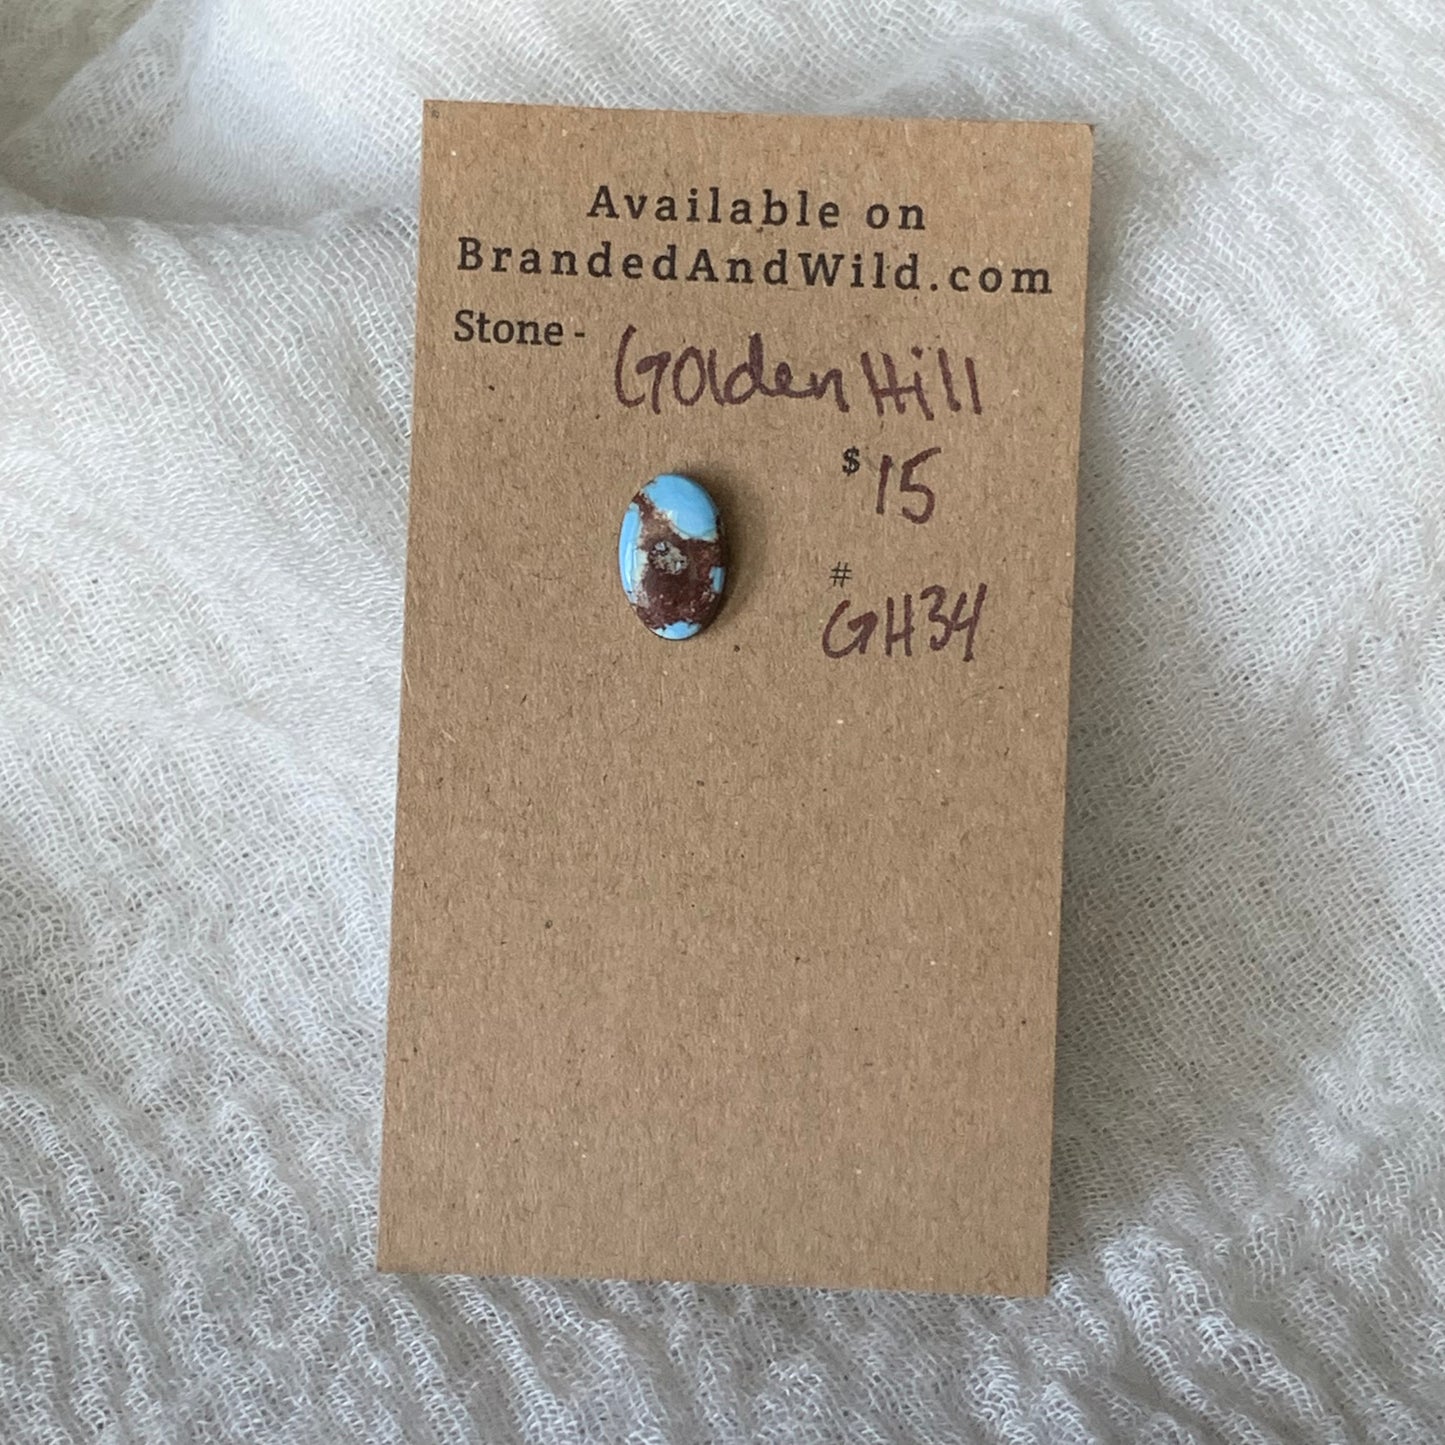 Available on
BrandedAndWild.com
Stone - Golden Hill
$15
#
GH34